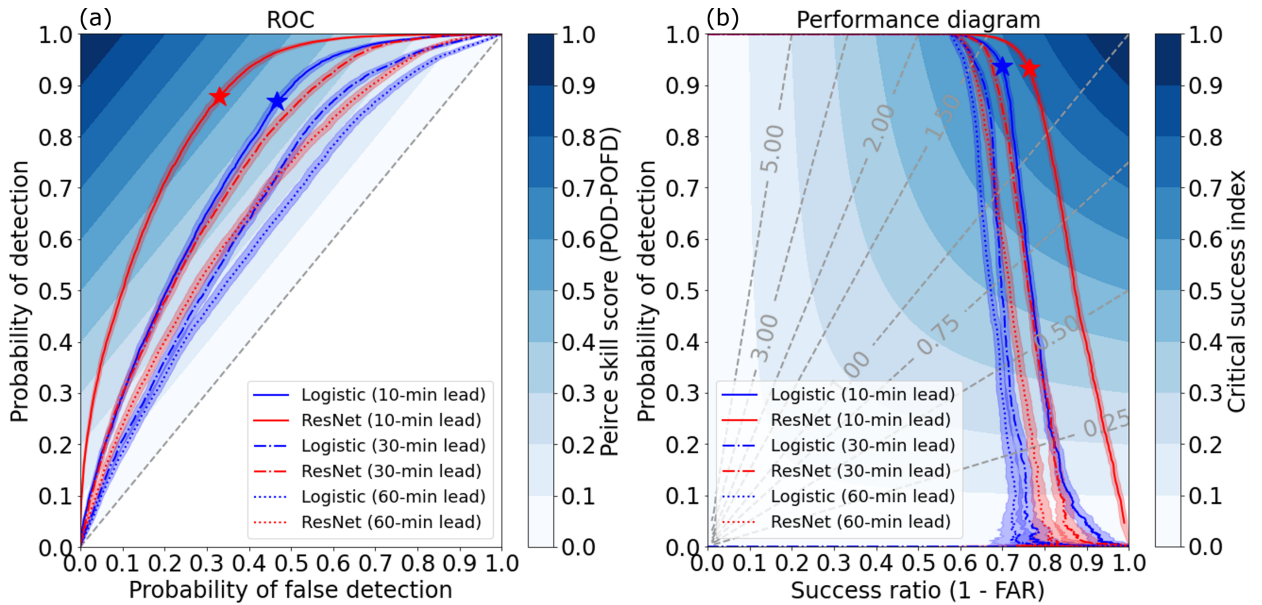 (a)
ROC
1.0
0.9
0.8
0.7
0.6
0.5
0.4
0.3
0.2
0.1
0.0
Probability of detection
0.0 0.1 0.2 0.3 0.4 0.5 0.6 0.7 0.8 0.9 1.0
Probability of false detection
Logistic (10-min lead)
ResNet (10-min lead)
Logistic (30-min lead)
ResNet (30-min lead)
Logistic (60-min lead)
ResNet (60-min lead)
1.0
0.9
0.8
0.7
0.6
0.5
0.4
0.3
0.2
0.1
0.0
Peirce skill score (POD-POFD)
(b)
Performance diagram
1.0
0.9
0.8
0.7
0.6
0.5
0.4
0.3
0.2
0.1
0.0
Probability of detection
5.00
2.00
1.50
3.00
1.00
0.75
0.50
0.25
Logistic (10-min lead)
ResNet (10-min lead)
Logistic (30-min lead)
ResNet (30-min lead)
Logistic (60-min lead)
ResNet (60-min lead)
0.0 0.1 0.2 0.3 0.4 0.5 0.6 0.7 0.8 0.9 1.0
Success ratio (1 - FAR)
1.0
0.9
0.8
0.7
0.6
0.5
0.4
0.3
0.2
0.1
0.0
Critical success index